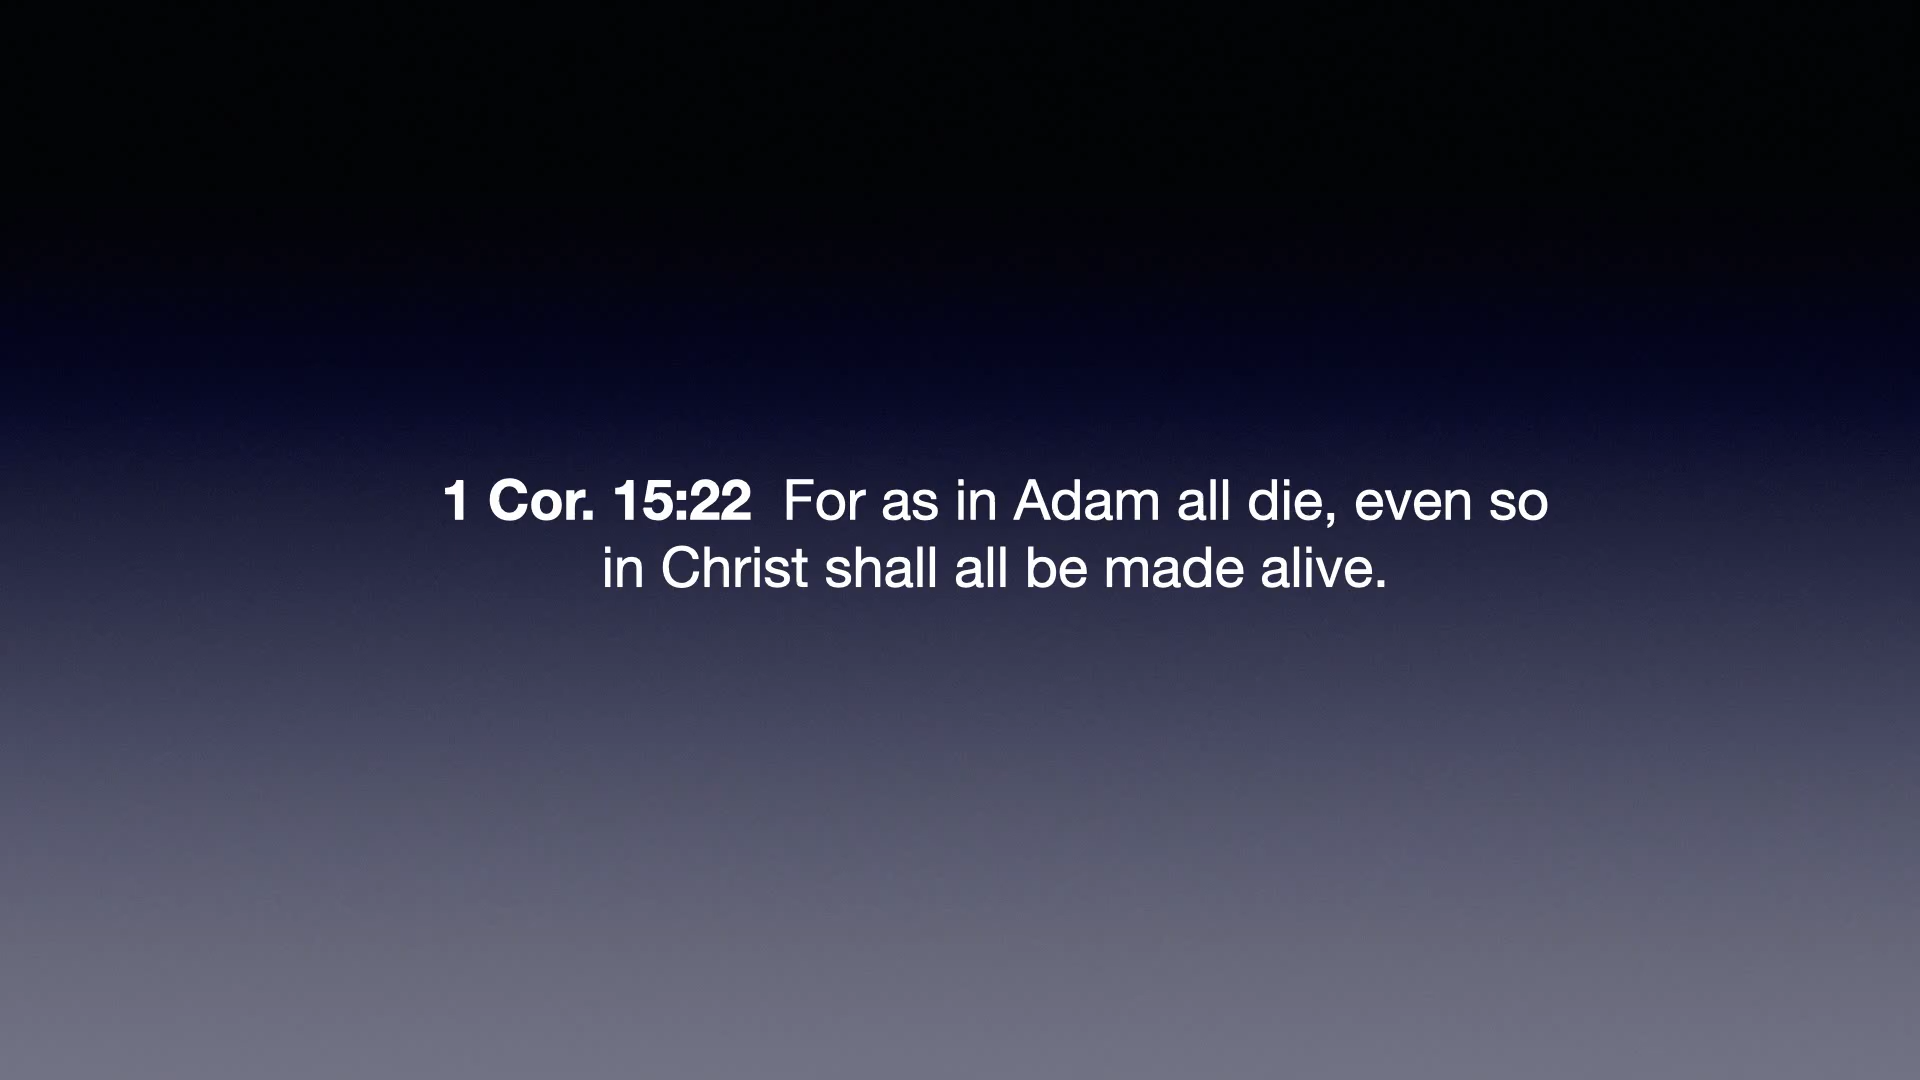 1 Cor. 15:22  For as in Adam all die, even so
in Christ shall all be made alive.